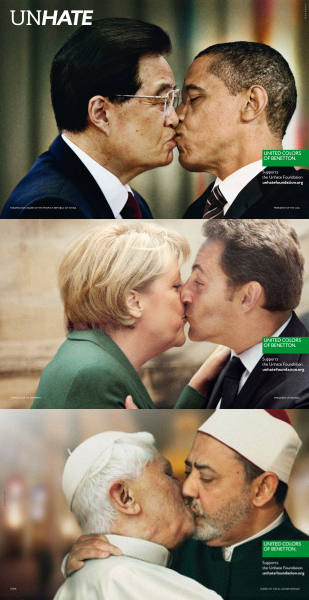 UNHATE
UNITED COLORS
OF BENETTON.
Supports
the Unhate Foundation
unhatefoundation.org
UNITED COLORS
OF BENETTON.
Supports
the Unhate Foundation
unhatefoundation.org
UNITED COLORS
OF BENETTON.
Supports
the Unhate Foundation
unhatefoundation.org